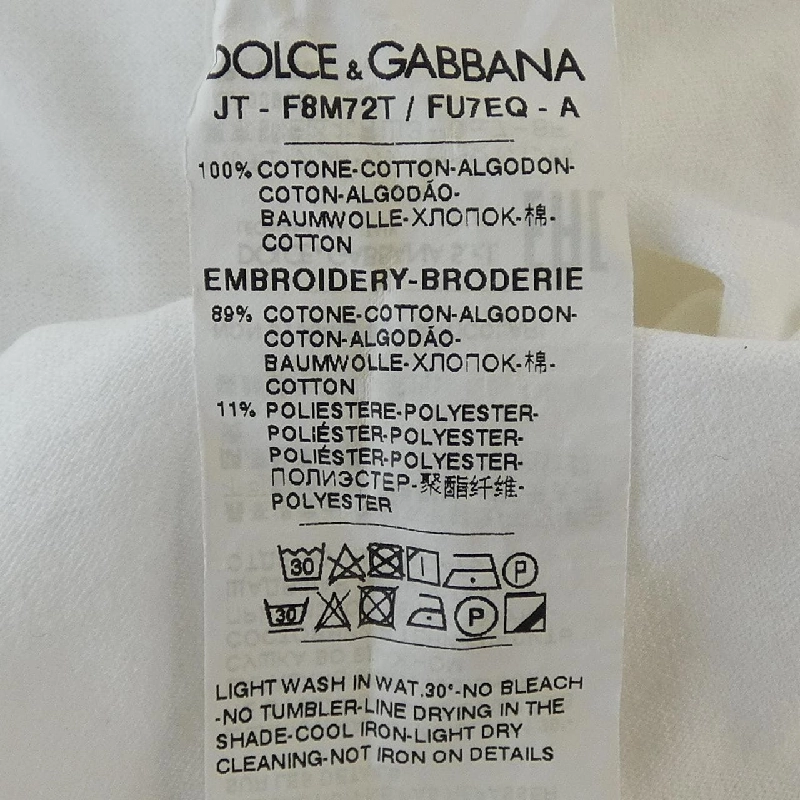 DOLCE & GABBANA
JT - F8M72T / FU7EQ - A
100% COTONE-COTTON-ALGODON-
COTON-ALGODÃO-
BAUMWOLLE-ХЛОПОК-棉-
COTTON
EMBROIDERY-BRODERIE
89% COTONE-COTTON-ALGODON-
COTON-ALGODÃO-
BAUMWOLLE-ХЛОПОК-棉-
COTTON
11% POLIESTERE-POLYESTER-
POLIÉSTER-POLYESTER-
POLIÉSTER-POLYESTER-
ПОЛИЭСТЕР-聚酯纤维-
POLYESTER
30 P
30 P
LIGHT WASH IN WAT.30°-NO BLEACH
-NO TUMBLER-LINE DRYING IN THE
SHADE-COOL IRON-LIGHT DRY
CLEANING-NOT IRON ON DETAILS